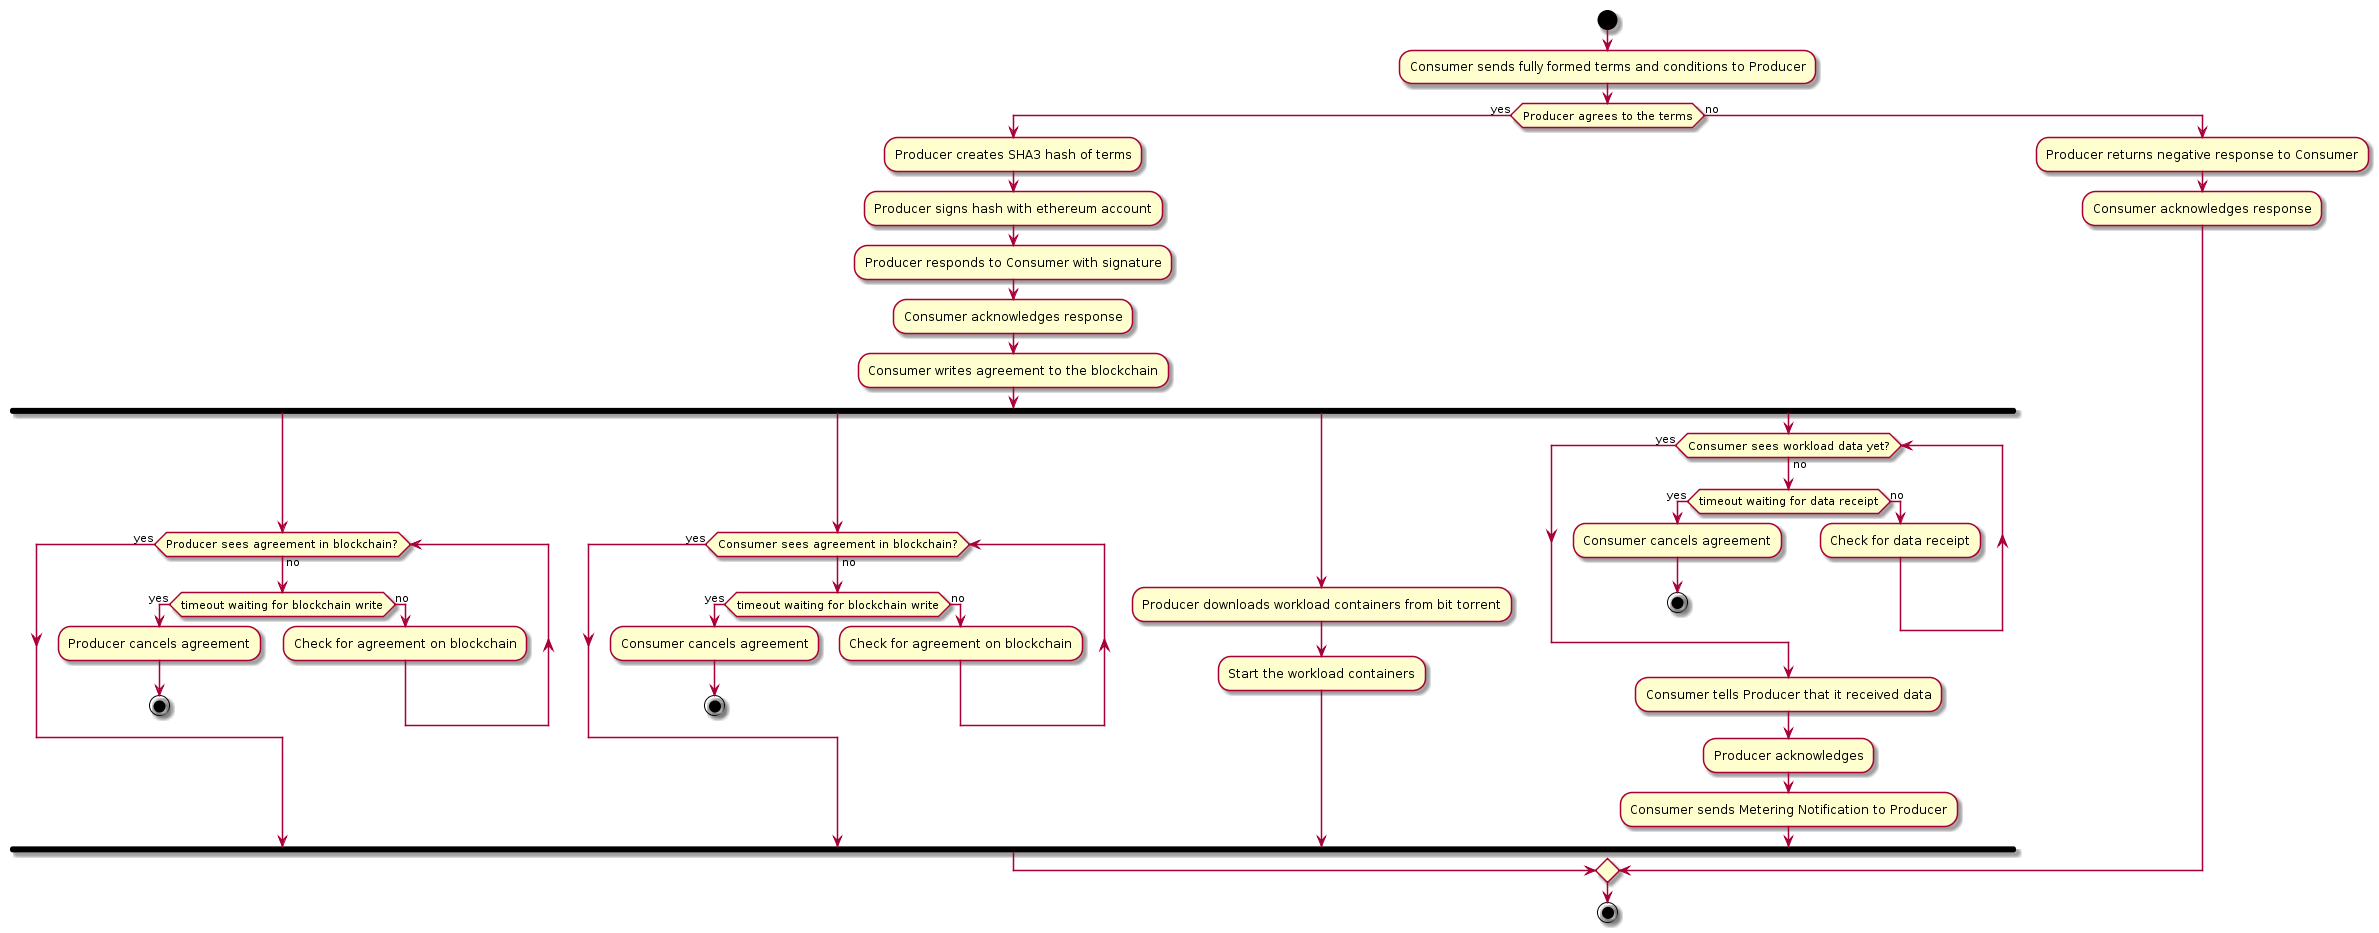 Consumer sends fully formed terms and conditions to Producer
yes
Producer agrees to the terms
no
Producer creates SHA3 hash of terms
Producer returns negative response to Consumer
Producer signs hash with ethereum account
Consumer acknowledges response
Producer responds to Consumer with signature
Consumer acknowledges response
Consumer writes agreement to the blockchain
yes
Producer sees agreement in blockchain?
no
yes
timeout waiting for blockchain write
no
Producer cancels agreement
Check for agreement on blockchain
yes
Consumer sees agreement in blockchain?
no
yes
timeout waiting for blockchain write
no
Consumer cancels agreement
Check for agreement on blockchain
Producer downloads workload containers from bit torrent
Start the workload containers
yes
Consumer sees workload data yet?
no
yes
timeout waiting for data receipt
no
Consumer cancels agreement
Check for data receipt
Consumer tells Producer that it received data
Producer acknowledges
Consumer sends Metering Notification to Producer